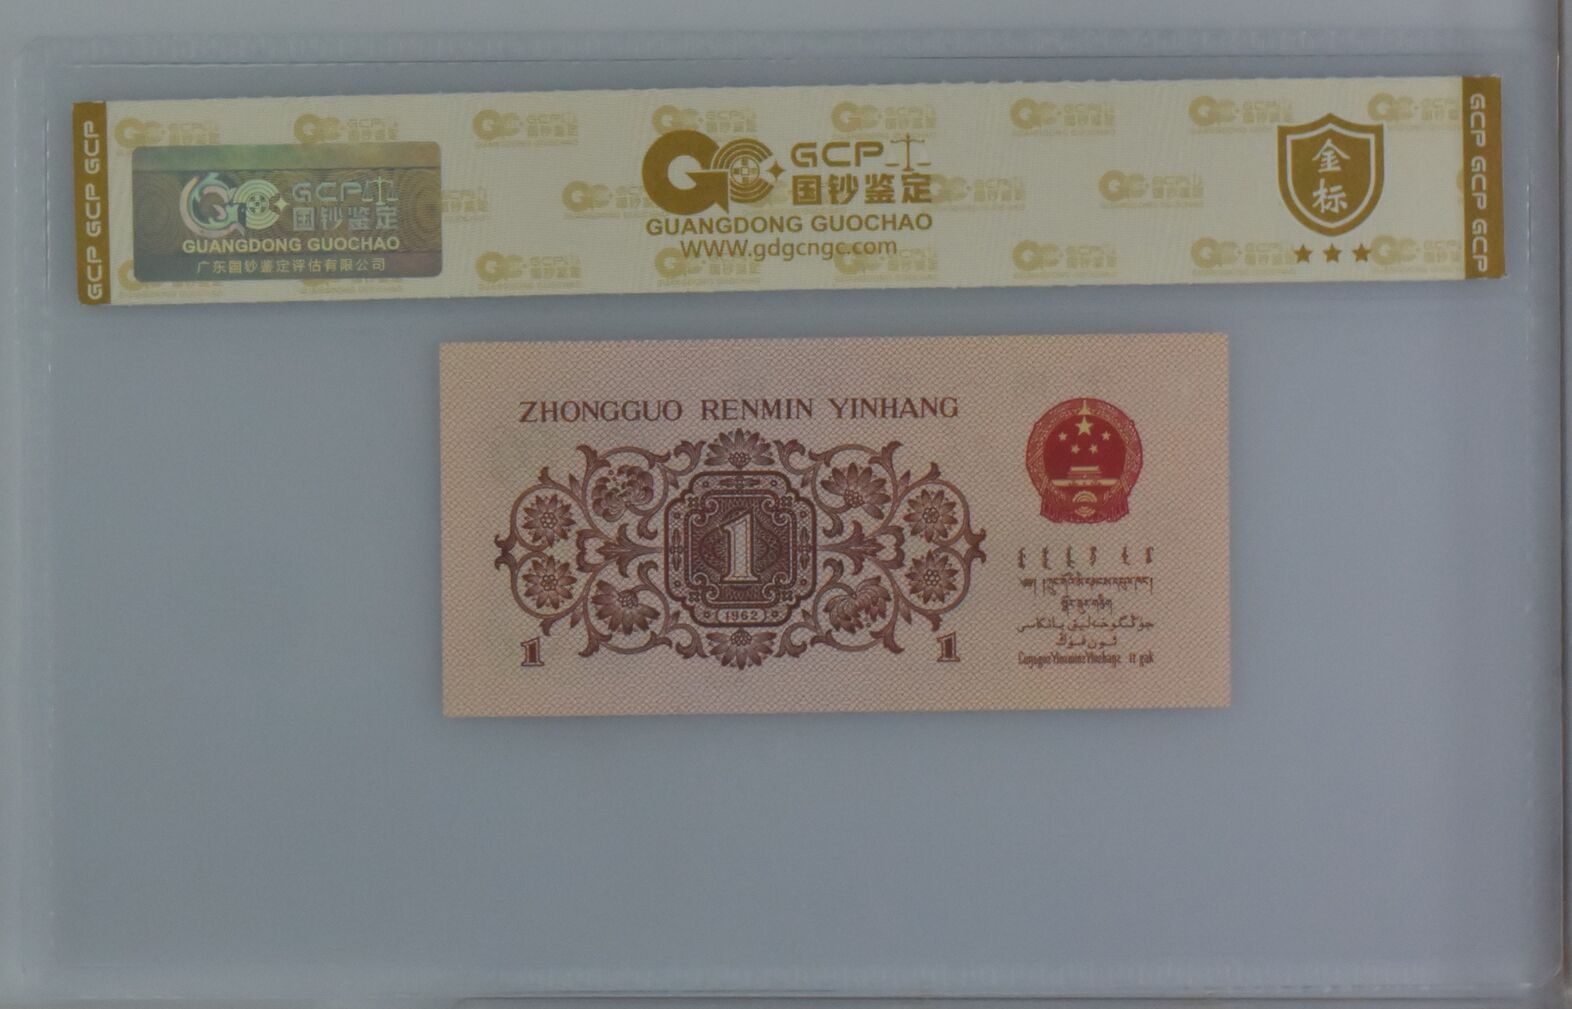 GCP GCP GCP
GCP
国钞鉴定
GUANGDONG GUOCHAO
广东国钞鉴定评估有限公司
GCP
国钞鉴定
GUANGDONG GUOCHAO
WWW.gdgcngc.com
金标
GCP GCP GCP
ZHONGGUO RENMIN YINHANG
1
1962
1
1